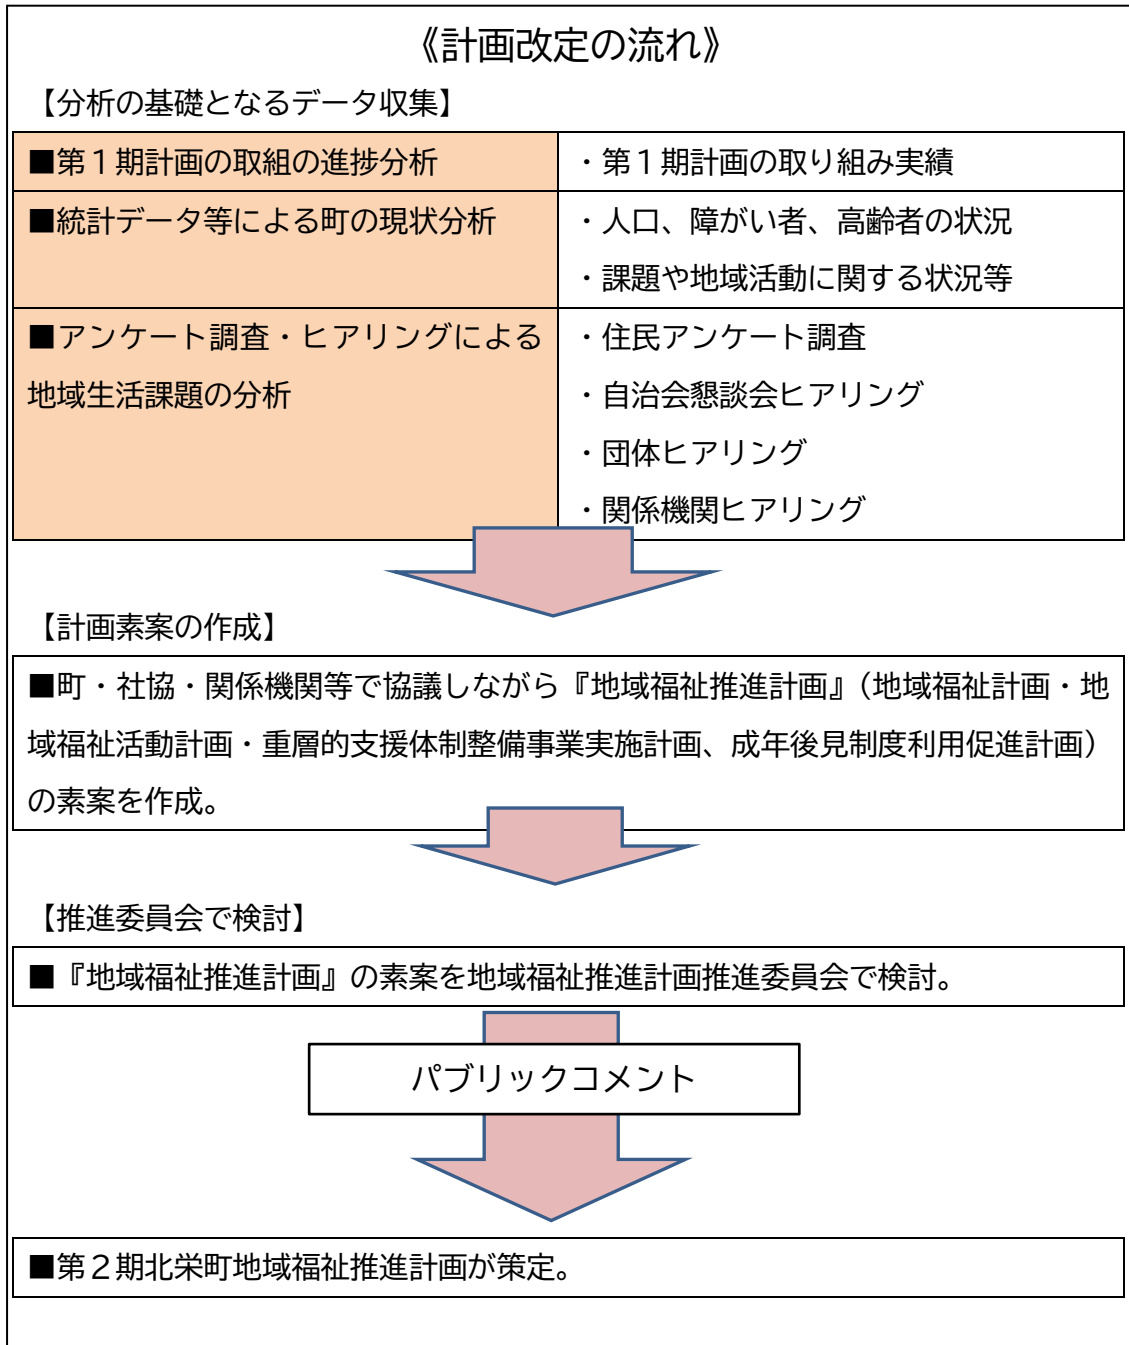 《計画改定の流れ》
【分析の基礎となるデータ収集】
■第１期計画の取組の進捗分析
・第１期計画の取り組み実績
■統計データ等による町の現状分析
・人口、障がい者、高齢者の状況
・課題や地域活動に関する状況等
■アンケート調査・ヒアリングによる
地域生活課題の分析
・住民アンケート調査
・自治会懇談会ヒアリング
・団体ヒアリング
・関係機関ヒアリング
【計画素案の作成】
■町・社協・関係機関等で協議しながら『地域福祉推進計画』（地域福祉計画・地
域福祉活動計画・重層的支援体制整備事業実施計画、成年後見制度利用促進計画）
の素案を作成。
【推進委員会で検討】
■『地域福祉推進計画』の素案を地域福祉推進計画推進委員会で検討。
パブリックコメント
■第２期北栄町地域福祉推進計画が策定。